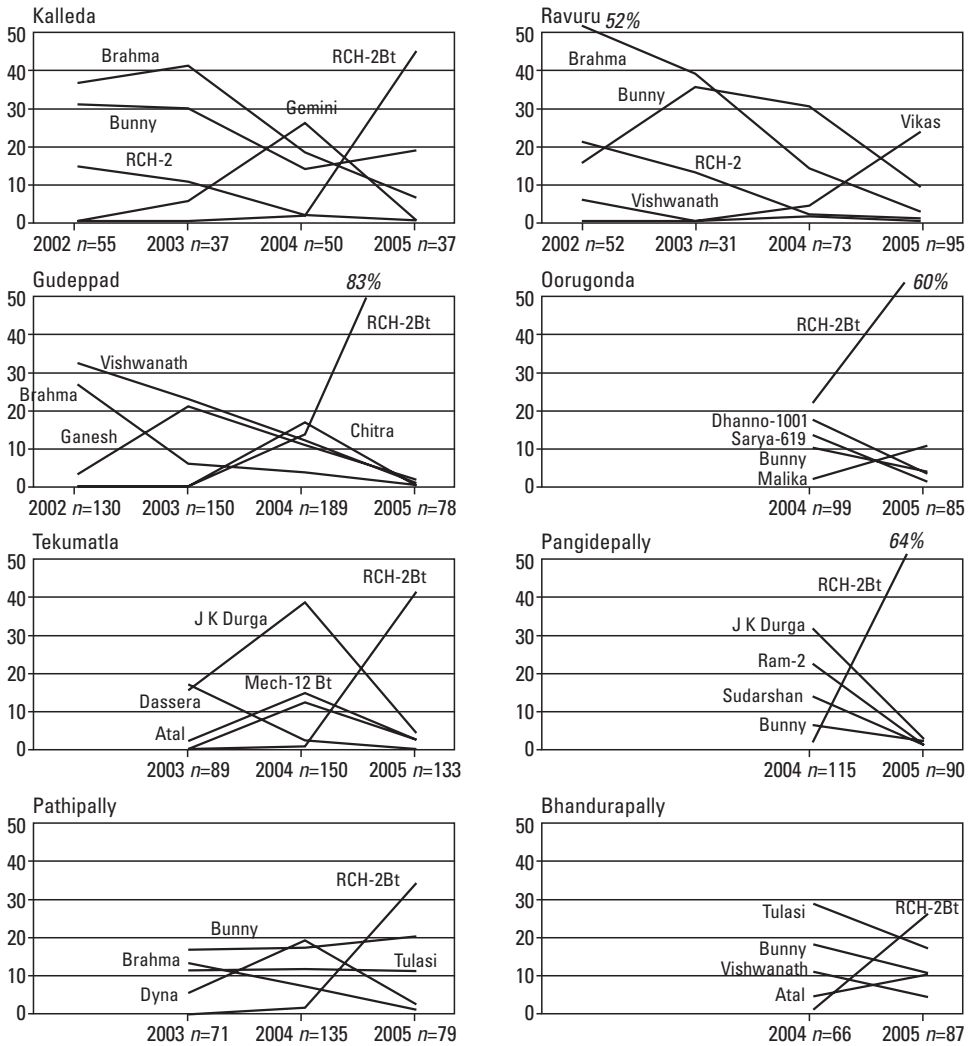 Kalleda
50
40
30
20
10
0
Brahma
RCH-2Bt
Gemini
Bunny
RCH-2
2002 n=55 2003 n=37 2004 n=50 2005 n=37
Ravuru
52%
50
40
30
20
10
0
Brahma
Bunny
Vikas
RCH-2
Vishwanath
2002 n=52 2003 n=31 2004 n=73 2005 n=95
Gudeppad
83%
50
40
30
20
10
0
RCH-2Bt
Vishwanath
Brahma
Ganesh
Chitra
2002 n=130 2003 n=150 2004 n=189 2005 n=78
Oorugonda
60%
50
40
30
20
10
0
RCH-2Bt
Dhanno-1001
Sarya-619
Bunny
Malika
2004 n=99 2005 n=85
Tekumatla
50
40
30
20
10
0
RCH-2Bt
J K Durga
Mech-12 Bt
Dassera
Atal
2003 n=89 2004 n=150 2005 n=133
Pangidepally
64%
50
40
30
20
10
0
RCH-2Bt
J K Durga
Ram-2
Sudarshan
Bunny
2004 n=115 2005 n=90
Pathipally
50
40
30
20
10
0
RCH-2Bt
Bunny
Brahma
Tulasi
Dyna
2003 n=71 2004 n=135 2005 n=79
Bhandurapally
50
40
30
20
10
0
RCH-2Bt
Tulasi
Bunny
Vishwanath
Atal
2004 n=66 2005 n=87